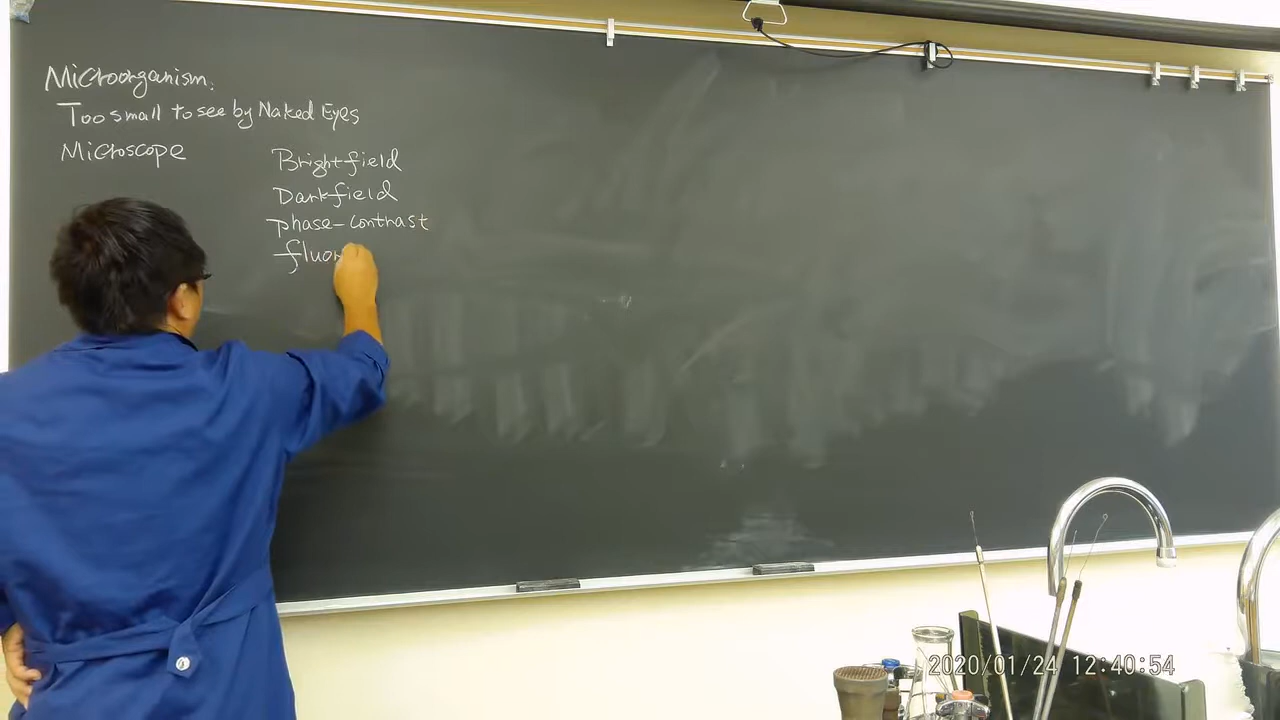 Microorganism:
Too small to see by Naked Eyes
Microscope
Brightfield
Darkfield
phase-contrast
fluor
2020/01/24 12:40:54